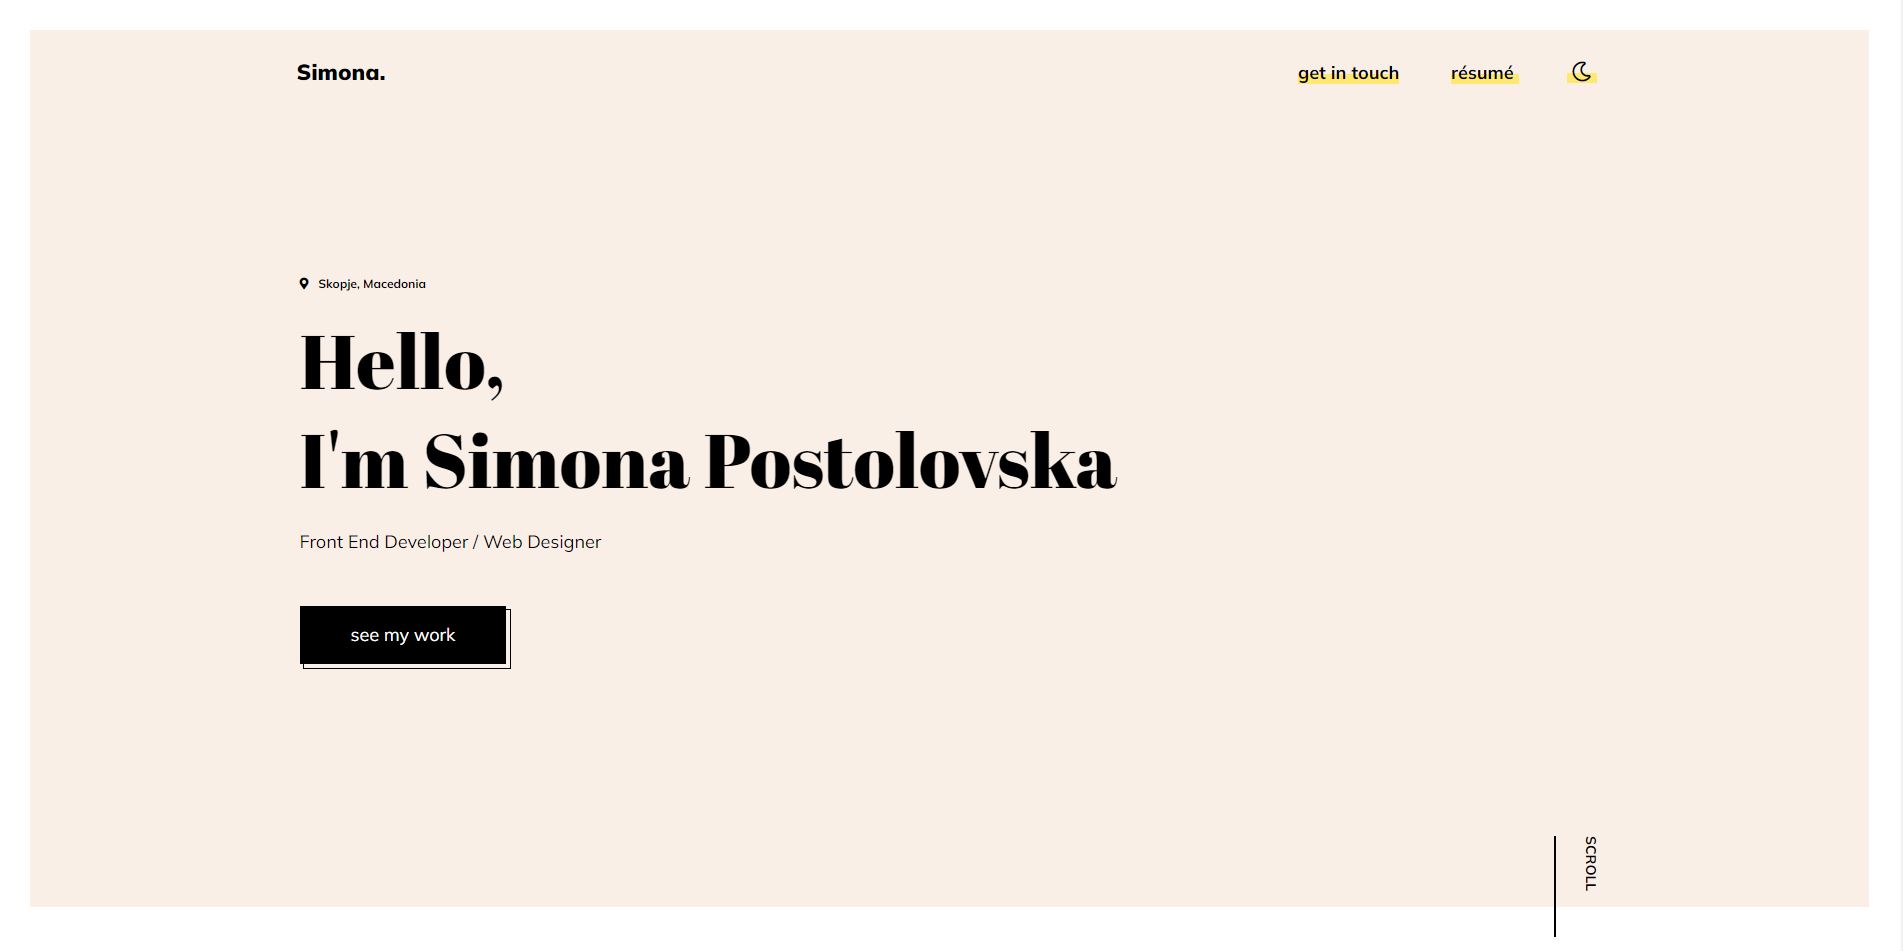 Simona.
get in touch
résumé
Skopje, Macedonia
Hello,
I'm Simona Postolovska
Front End Developer / Web Designer
see my work
SCROLL